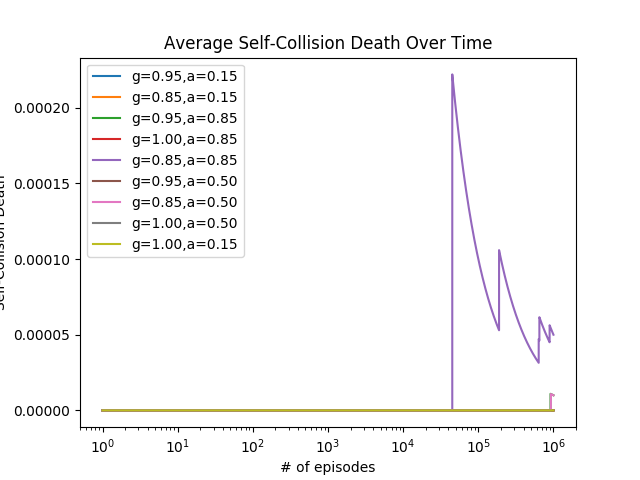 Average Self-Collision Death Over Time
g=0.95,a=0.15
g=0.85,a=0.15
g=0.95,a=0.85
g=1.00,a=0.85
g=0.85,a=0.85
g=0.95,a=0.50
g=0.85,a=0.50
g=1.00,a=0.50
g=1.00,a=0.15
0.00020
0.00015
0.00010
0.00005
0.00000
Self-Collision Death
10^0 10^1 10^2 10^3 10^4 10^5 10^6
# of episodes